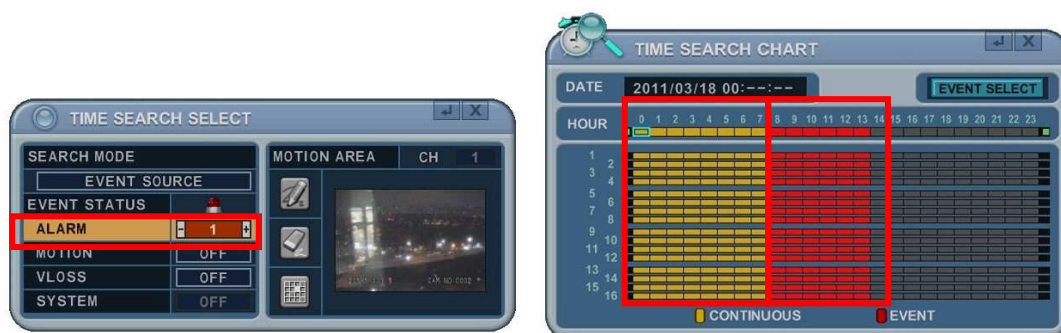 TIME SEARCH SELECT
SEARCH MODE
EVENT SOURCE
EVENT STATUS
ALARM - 1 +
MOTION OFF
VLOSS OFF
SYSTEM OFF
MOTION AREA CH 1
TIME SEARCH CHART
X
DATE 2011/03/18 00:--:-- EVENT SELECT
HOUR 0 1 2 3 4 5 6 7 8 9 10 11 12 13 14 15 16 17 18 19 20 21 22 23
1
2
3
4
5
6
7
8
9
10
11
12
13
14
15
16
CONTINUOUS EVENT